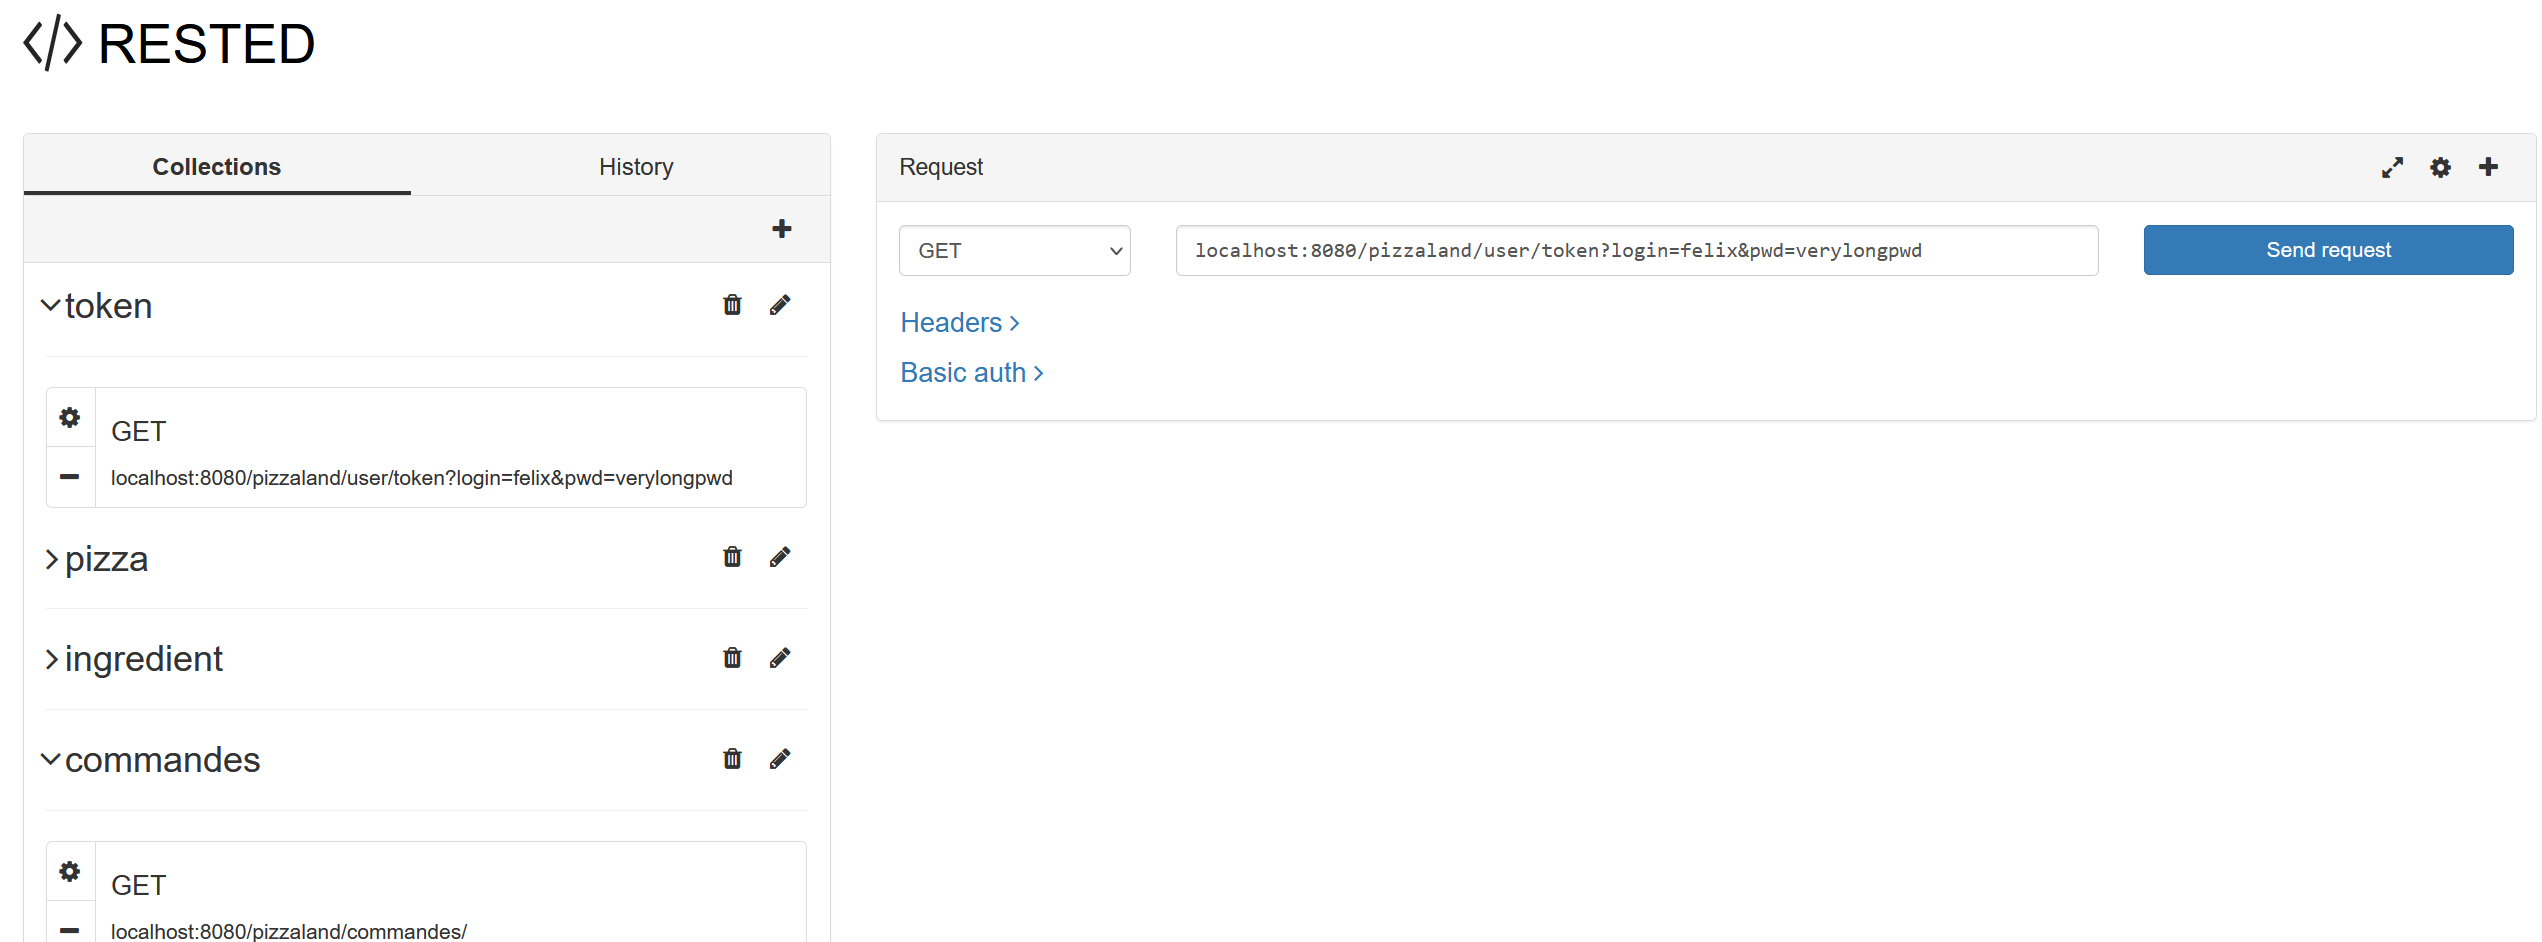 </> RESTED
Collections
History
token
GET
localhost:8080/pizzaland/user/token?login=felix&pwd=verylongpwd
pizza
ingredient
commandes
GET
localhost:8080/pizzaland/commandes/
Request
GET
localhost:8080/pizzaland/user/token?login=felix&pwd=verylongpwd
Send request
Headers
Basic auth